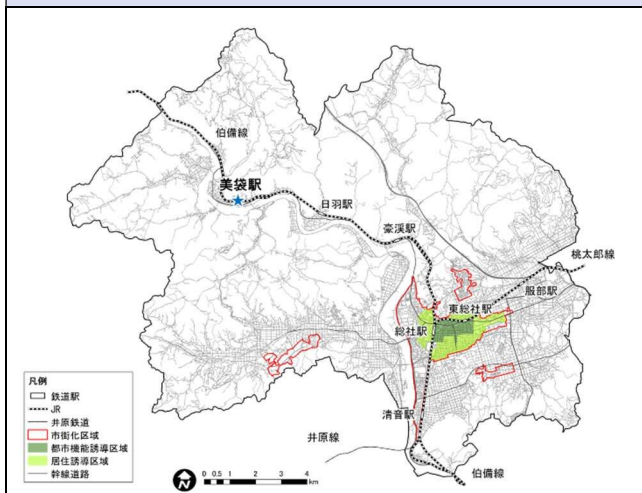 伯備線
美袋駅
日羽駅
豪渓駅
桃太郎線
服部駅
東総社駅
総社駅
清音駅
井原線
伯備線
凡例
鉄道駅
JR
井原鉄道
市街化区域
都市機能誘導区域
居住誘導区域
幹線道路
0 0.5 1 2 3 4
km